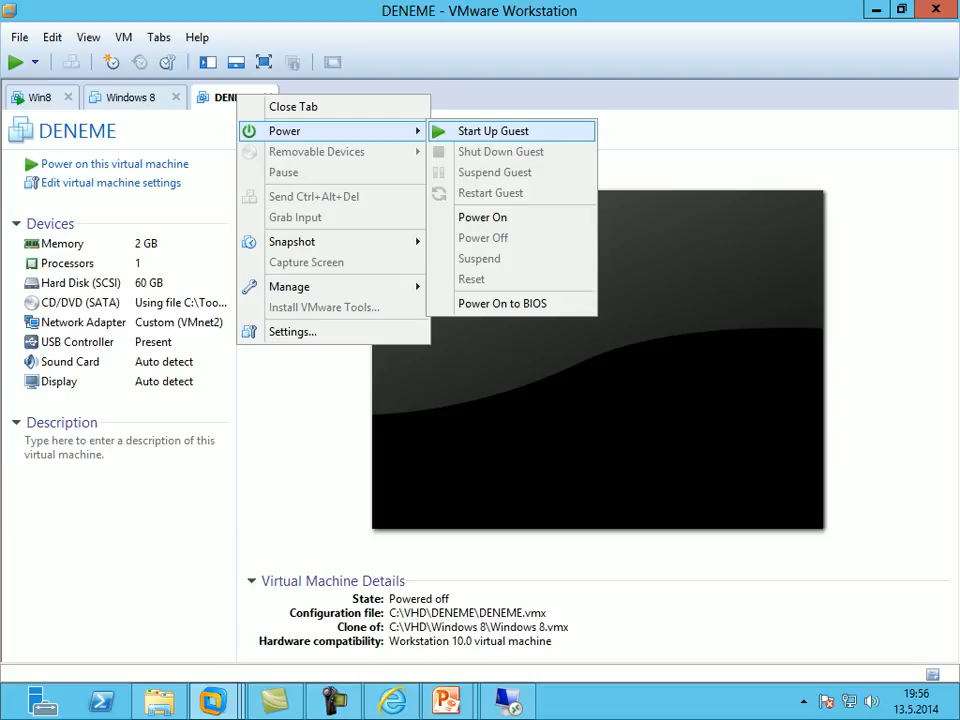 DENEME - VMware Workstation
File Edit View VM Tabs Help
Win8 Windows 8 DEN
DENEME
Power on this virtual machine
Edit virtual machine settings
Devices
Memory 2 GB
Processors 1
Hard Disk (SCSI) 60 GB
CD/DVD (SATA) Using file C:\Too...
Network Adapter Custom (VMnet2)
USB Controller Present
Sound Card Auto detect
Display Auto detect
Description
Type here to enter a description of this
virtual machine.
Close Tab
Power
Removable Devices
Pause
Send Ctrl+Alt+Del
Grab Input
Snapshot
Capture Screen
Manage
Install VMware Tools...
Settings...
Start Up Guest
Shut Down Guest
Suspend Guest
Restart Guest
Power On
Power Off
Suspend
Reset
Power On to BIOS
Virtual Machine Details
State: Powered off
Configuration file: C:\VHD\DENEME\DENEME.vmx
Clone of: C:\VHD\Windows 8\Windows 8.vmx
Hardware compatibility: Workstation 10.0 virtual machine
19:56
13.5.2014